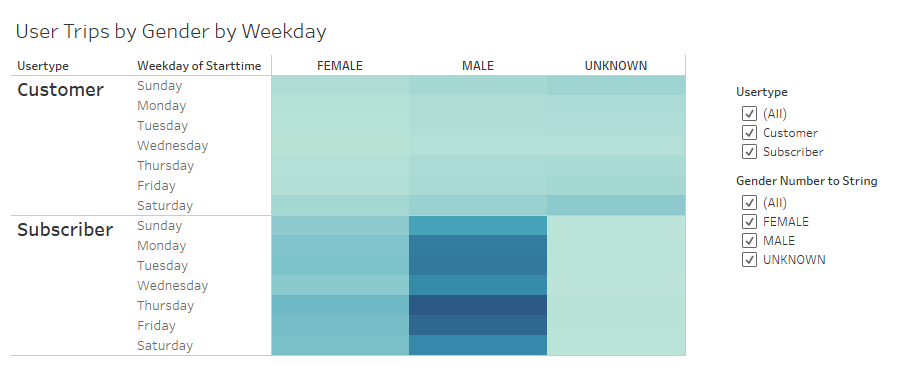 User Trips by Gender by Weekday
Usertype Weekday of Starttime FEMALE MALE UNKNOWN
Customer Sunday
Monday
Tuesday
Wednesday
Thursday
Friday
Saturday
Subscriber Sunday
Monday
Tuesday
Wednesday
Thursday
Friday
Saturday
Usertype
(All)
Customer
Subscriber
Gender Number to String
(All)
FEMALE
MALE
UNKNOWN